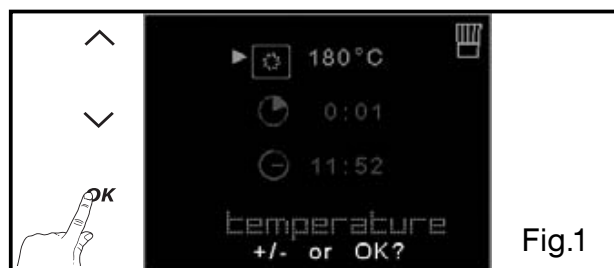 180°C
0:01
OK
11:52
temperature
+/- or OK?
Fig.1